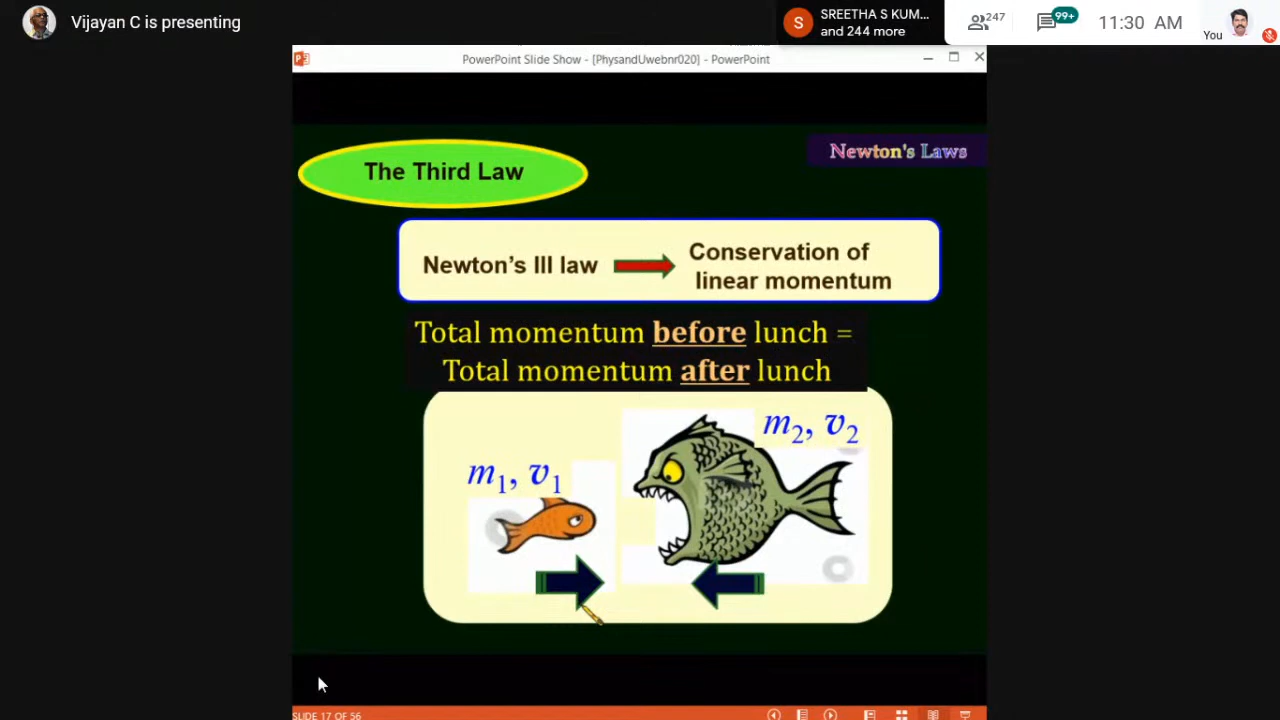 Vijayan C is presenting
SREETHA S KUM...
and 244 more
247
99+
11:30 AM
You
PowerPoint Slide Show - [PhysandUwebnr020] - PowerPoint
Newton's Laws
The Third Law
Newton's III law
Conservation of
linear momentum
Total momentum before lunch =
Total momentum after lunch
m₂, v₂
m₁, v₁
SLIDE 17 OF 56
S